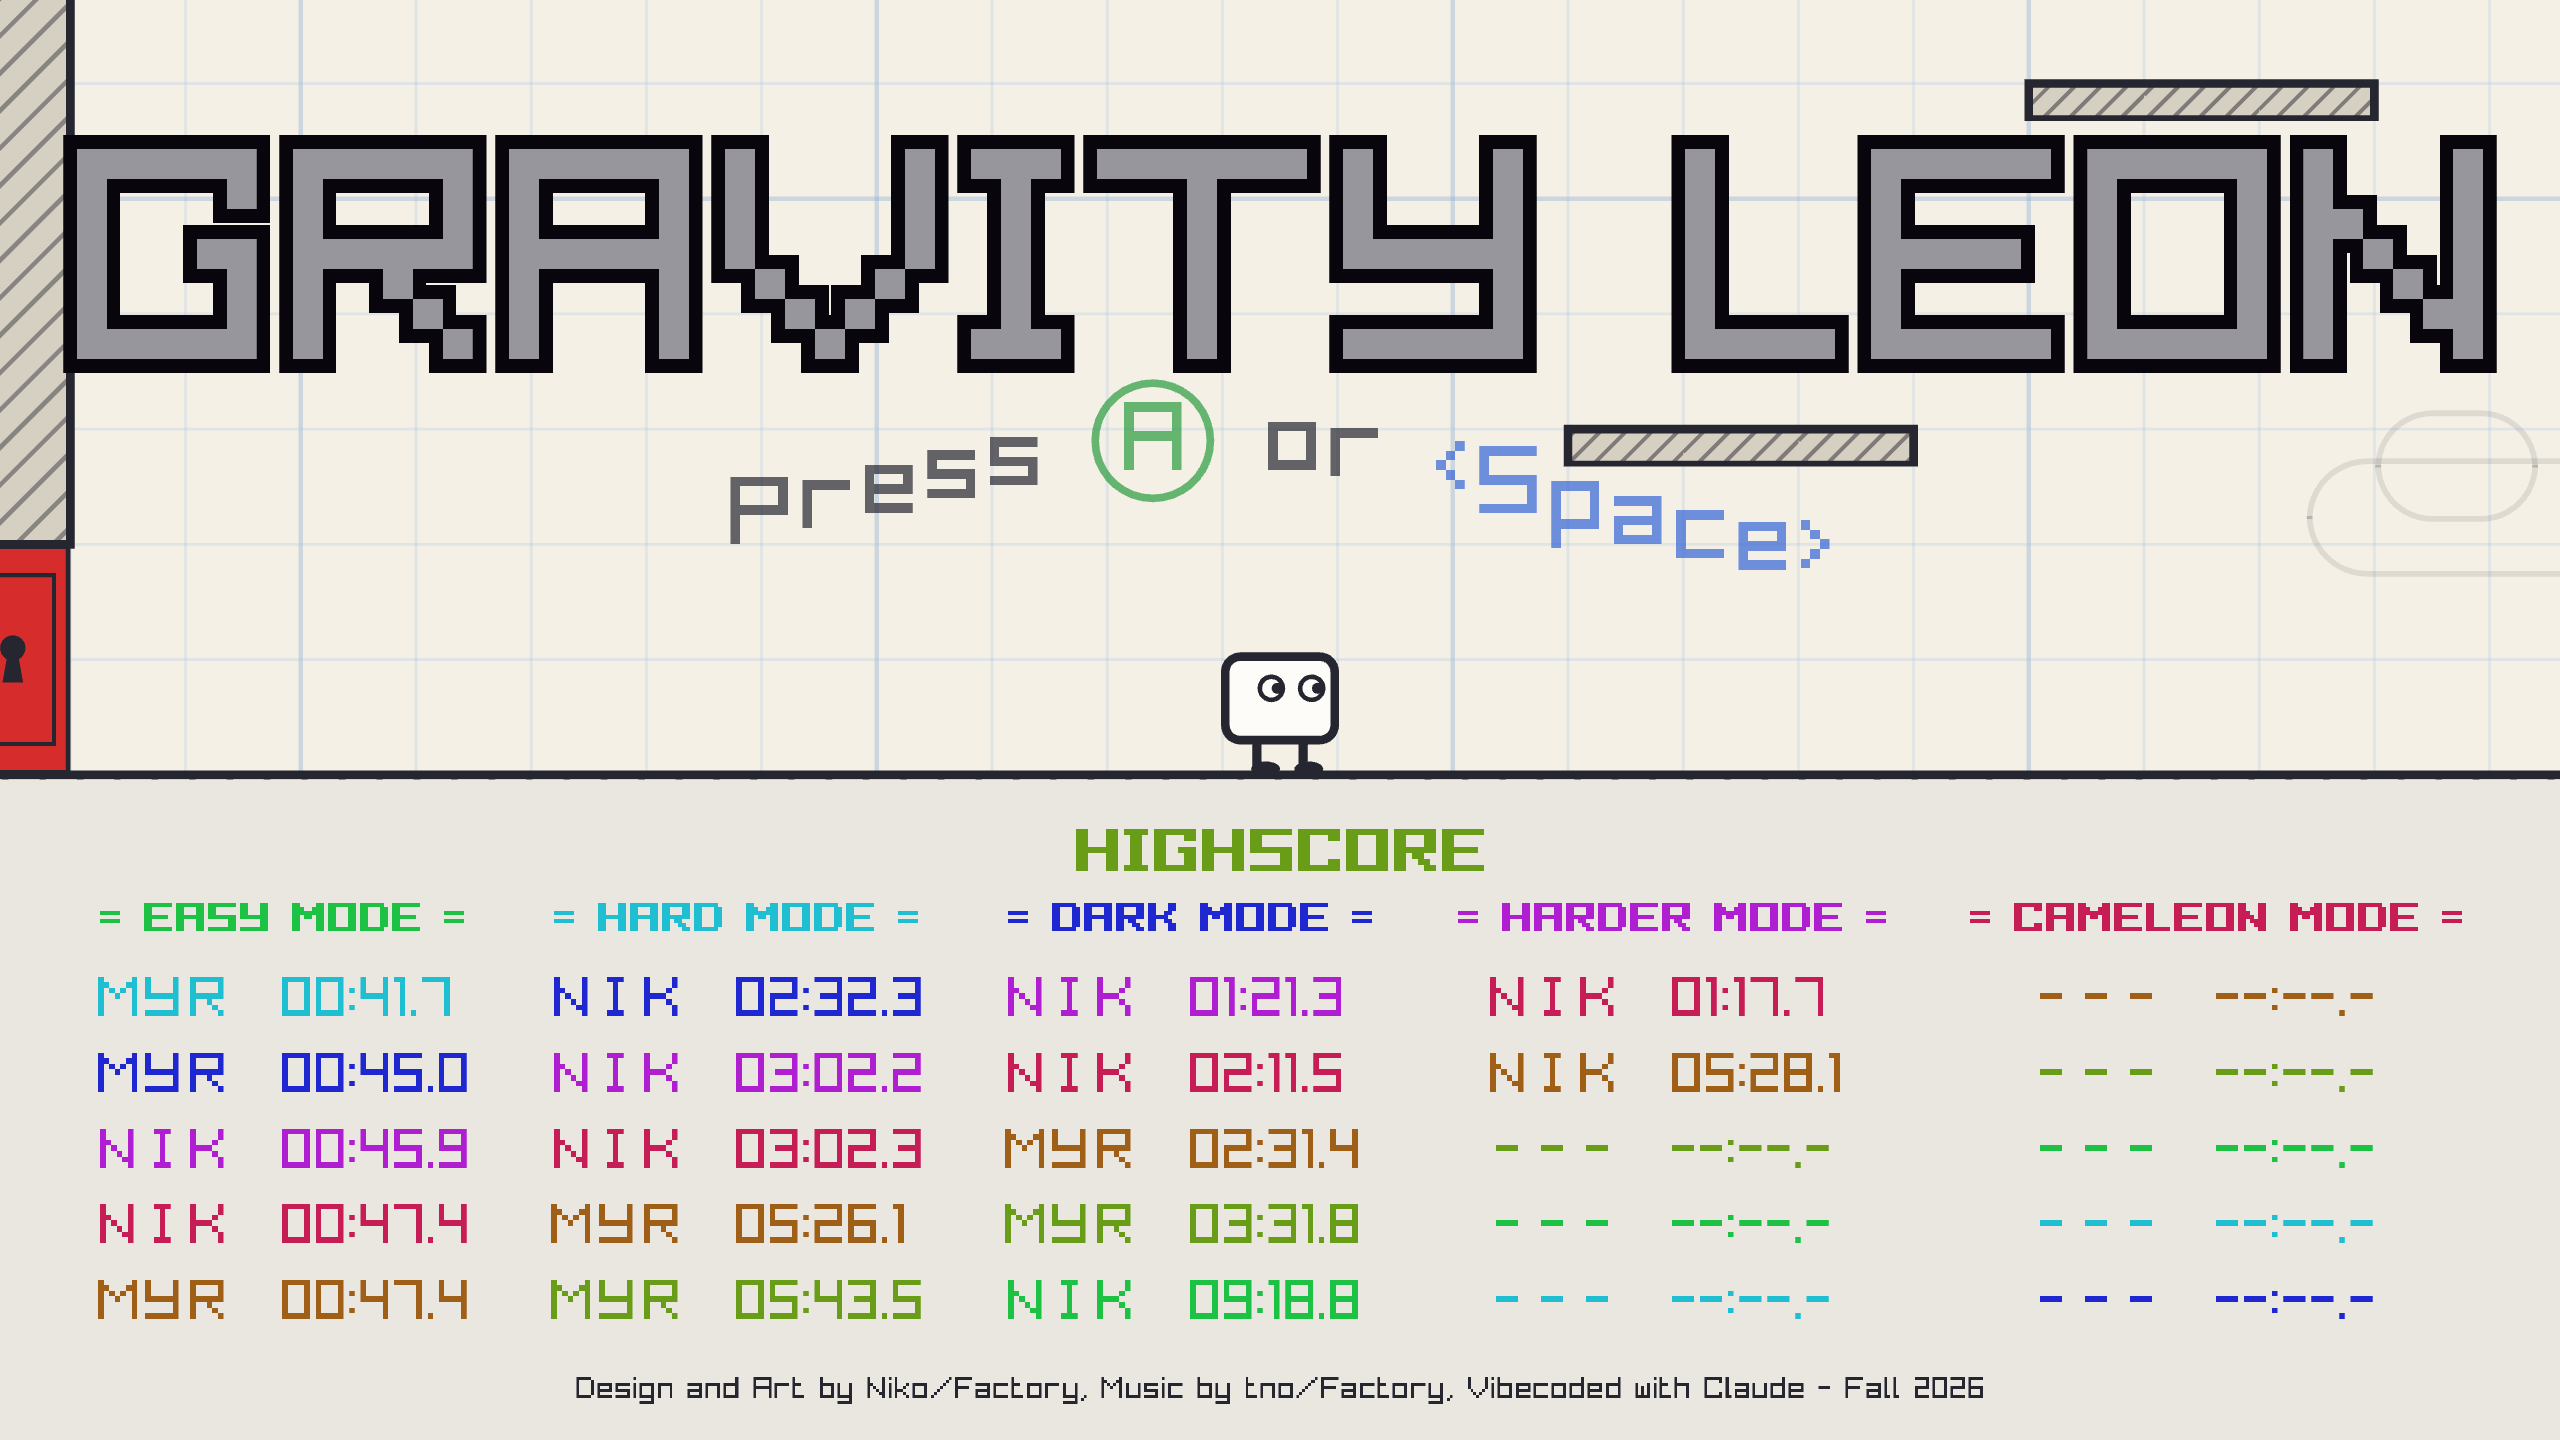 GRAVITY LEON
press A or <Space>
HIGHSCORE
= EASY MODE = = HARD MODE = = DARK MODE = = HARDER MODE = = CAMELEON MODE =
MYR 00:41.7 NIK 02:32.3 NIK 01:21.3 NIK 01:17.7 - - - --:--.-
MYR 00:45.0 NIK 03:02.2 NIK 02:11.5 NIK 05:28.1 - - - --:--.-
NIK 00:45.9 NIK 03:02.3 MYR 02:31.4 - - - --:--.- - - - --:--.-
NIK 00:47.4 MYR 05:26.1 MYR 03:31.8 - - - --:--.- - - - --:--.-
MYR 00:47.4 MYR 05:43.5 NIK 09:18.8 - - - --:--.- - - - --:--.-
Design and Art by Niko/Factory, Music by tno/Factory, Vibecoded with Claude - Fall 2026